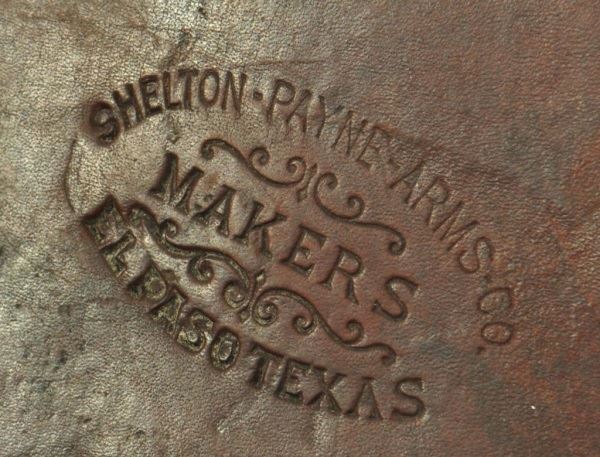 SHELTON-PAYNE-ARMS-CO.
MAKERS
EL PASO TEXAS